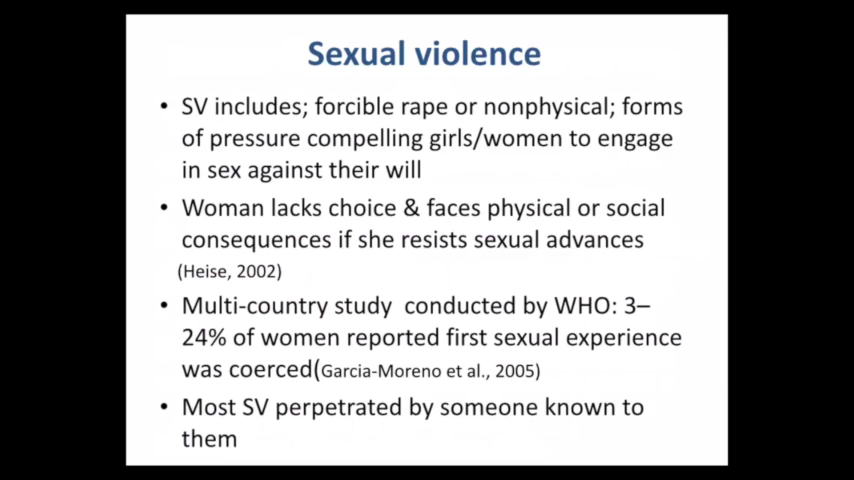 Sexual violence
• SV includes; forcible rape or nonphysical; forms
of pressure compelling girls/women to engage
in sex against their will
• Woman lacks choice & faces physical or social
consequences if she resists sexual advances
(Heise, 2002)
• Multi-country study conducted by WHO: 3–
24% of women reported first sexual experience
was coerced(Garcia-Moreno et al., 2005)
• Most SV perpetrated by someone known to
them